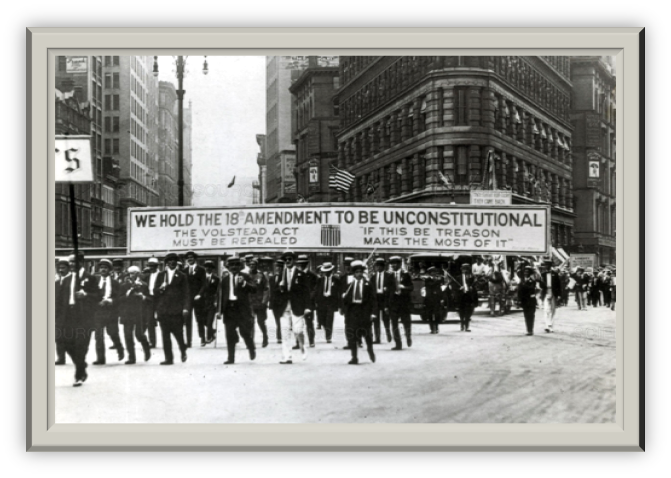 S
WE HOLD THE 18TH AMENDMENT TO BE UNCONSTITUTIONAL
THE VOLSTEAD ACT
MUST BE REPEALED
"IF THIS BE TREASON
MAKE THE MOST OF IT"